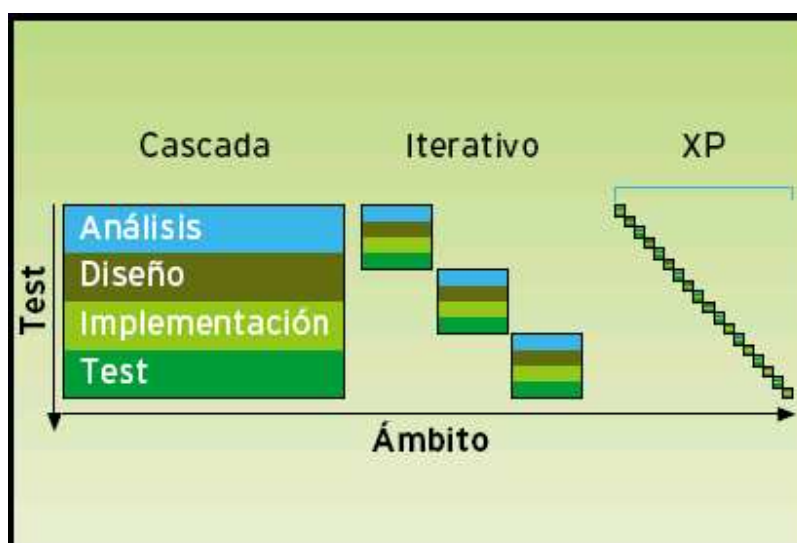 Cascada Iterativo XP
Análisis
Diseño
Implementación
Test
Test
Ámbito